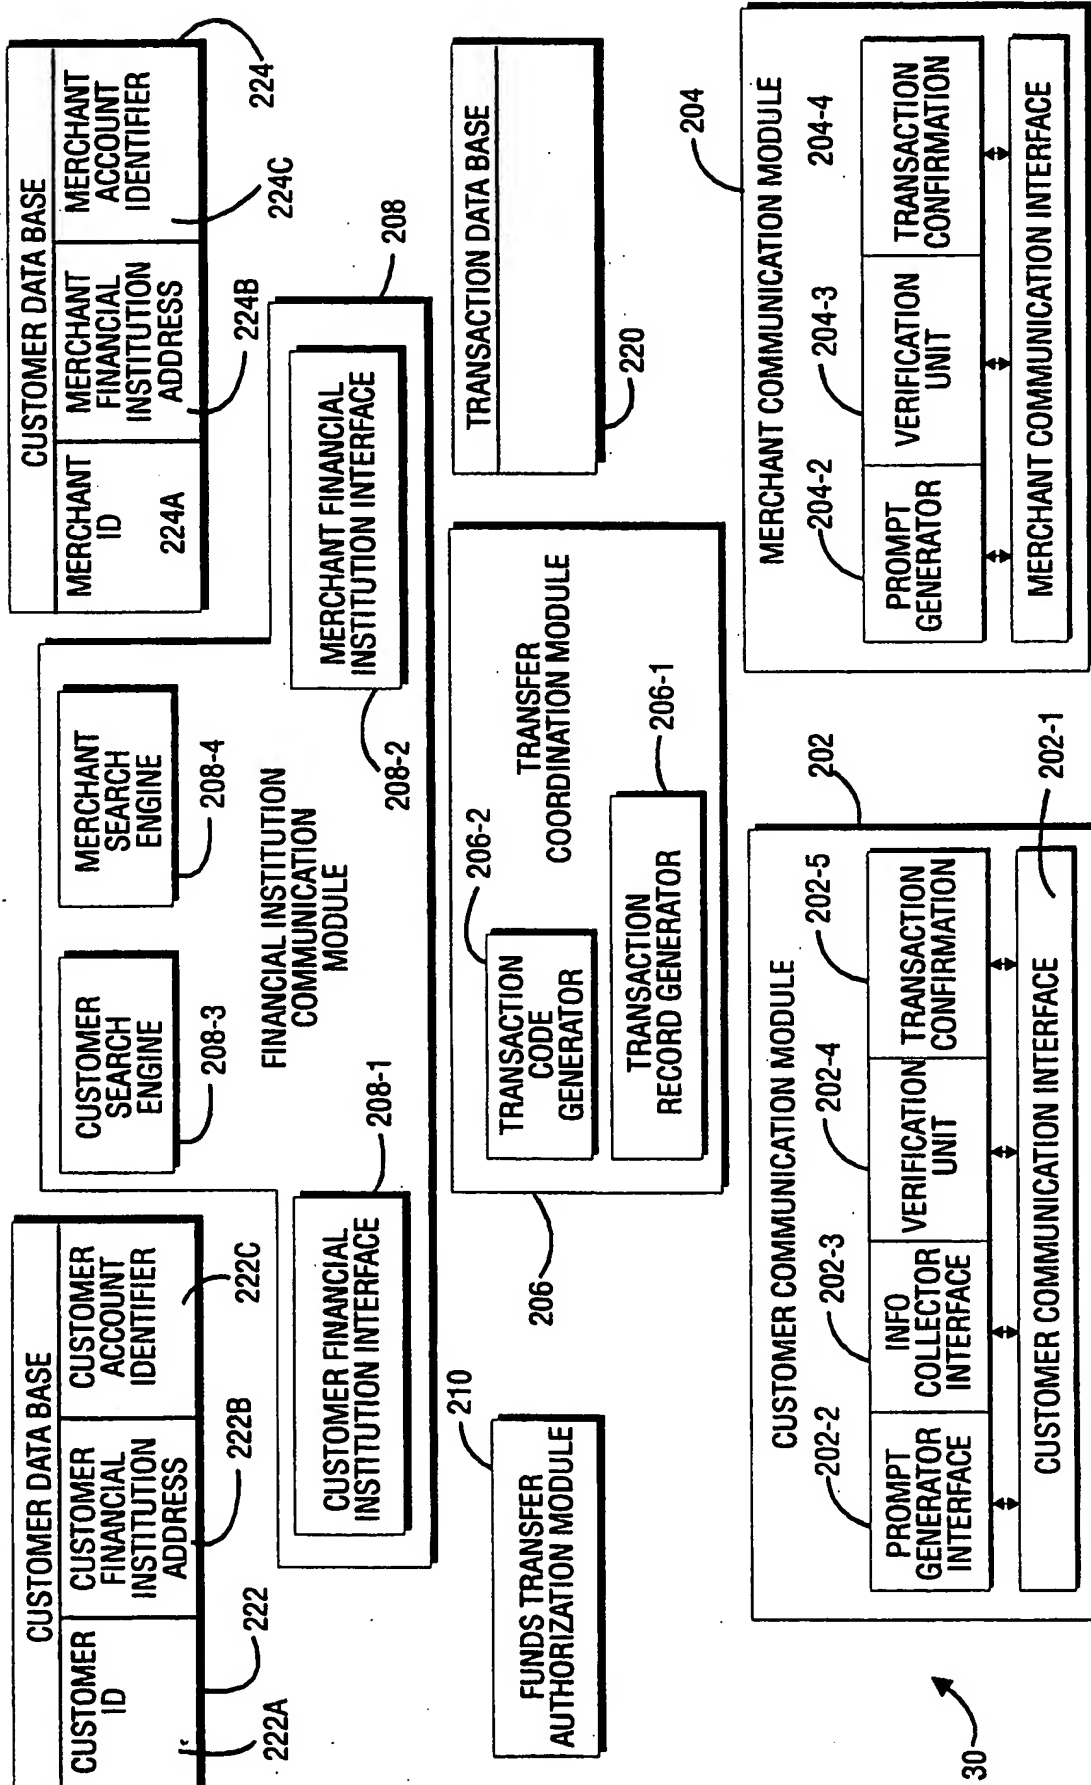 CUSTOMER DATA BASE
CUSTOMER
ID
CUSTOMER
FINANCIAL
INSTITUTION
ADDRESS
CUSTOMER
ACCOUNT
IDENTIFIER
222A
222
222B
222C
CUSTOMER
SEARCH
ENGINE
208-3
MERCHANT
SEARCH
ENGINE
208-4
CUSTOMER DATA BASE
MERCHANT
ID
224A
MERCHANT
FINANCIAL
INSTITUTION
ADDRESS
MERCHANT
ACCOUNT
IDENTIFIER
224B
224C
224
CUSTOMER FINANCIAL
INSTITUTION INTERFACE
208-1
FINANCIAL INSTITUTION
COMMUNICATION
MODULE
MERCHANT FINANCIAL
INSTITUTION INTERFACE
208-2
208
FUNDS TRANSFER
AUTHORIZATION MODULE
210
206
TRANSACTION
CODE
GENERATOR
206-2
TRANSFER
COORDINATION MODULE
TRANSACTION
RECORD GENERATOR
206-1
TRANSACTION DATA BASE
220
30
CUSTOMER COMMUNICATION MODULE
202-2
202-3
202-4
202-5
202
PROMPT
GENERATOR
INTERFACE
INFO
COLLECTOR
INTERFACE
VERIFICATION
UNIT
TRANSACTION
CONFIRMATION
CUSTOMER COMMUNICATION INTERFACE
202-1
MERCHANT COMMUNICATION MODULE
204
204-2
204-3
204-4
PROMPT
GENERATOR
VERIFICATION
UNIT
TRANSACTION
CONFIRMATION
MERCHANT COMMUNICATION INTERFACE